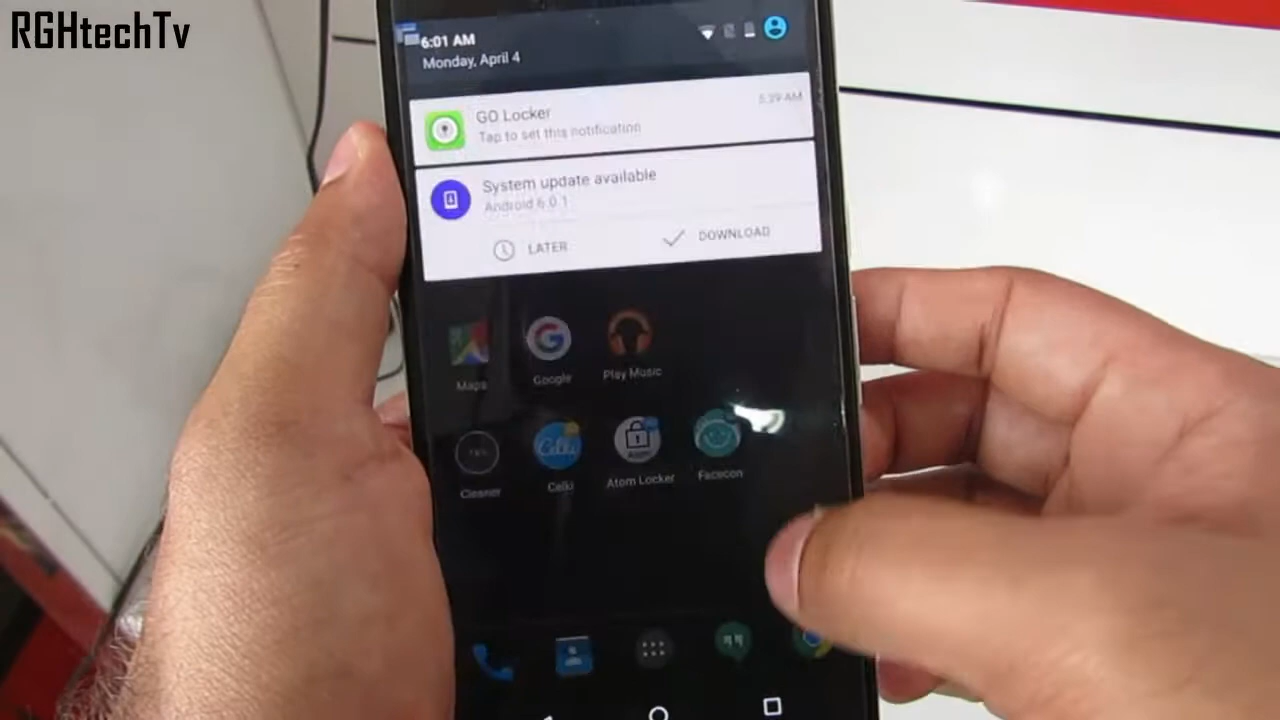 RGHtechTv
6:01 AM
Monday, April 4
GO Locker
5:39 AM
Tap to set this notification
System update available
Android 6.0.1
LATER
DOWNLOAD
Maps
Google
Play Music
Cleaner
Celki
Atom Locker
Facecon